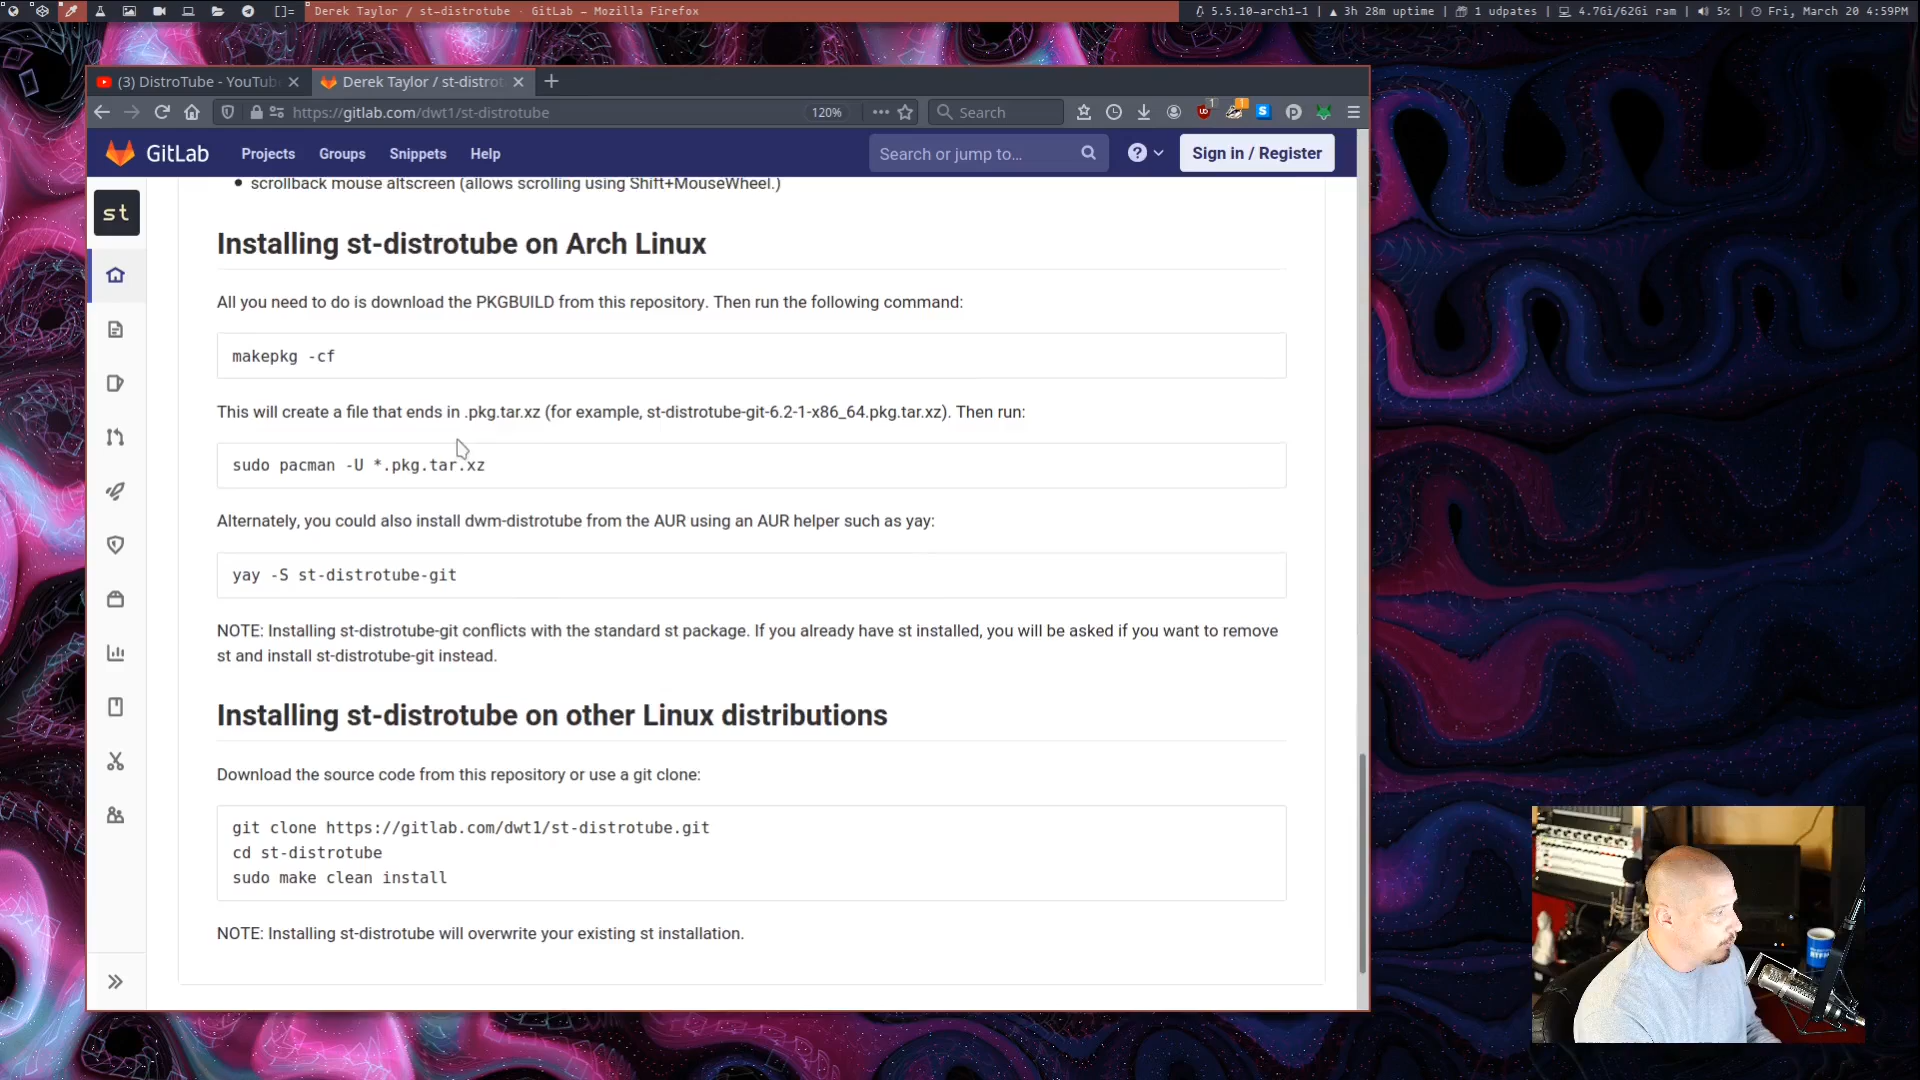 []= Derek Taylor / st-distrotube · GitLab – Mozilla Firefox 5.5.10-arch1-1 | ▲ 3h 28m uptime | 1 udpates | 4.7Gi/62Gi ram | 5% | Fri, March 20 4:59PM
(3) DistroTube - YouTube Derek Taylor / st-distrot
https://gitlab.com/dwt1/st-distrotube 120% Search 1 1 S
GitLab Projects Groups Snippets Help Search or jump to… ? Sign in / Register
st
• scrollback mouse altscreen (allows scrolling using Shift+MouseWheel.)
Installing st-distrotube on Arch Linux
All you need to do is download the PKGBUILD from this repository. Then run the following command:
makepkg -cf
This will create a file that ends in .pkg.tar.xz (for example, st-distrotube-git-6.2-1-x86_64.pkg.tar.xz). Then run:
sudo pacman -U *.pkg.tar.xz
Alternately, you could also install dwm-distrotube from the AUR using an AUR helper such as yay:
yay -S st-distrotube-git
NOTE: Installing st-distrotube-git conflicts with the standard st package. If you already have st installed, you will be asked if you want to remove
st and install st-distrotube-git instead.
Installing st-distrotube on other Linux distributions
Download the source code from this repository or use a git clone:
git clone https://gitlab.com/dwt1/st-distrotube.git
cd st-distrotube
sudo make clean install
NOTE: Installing st-distrotube will overwrite your existing st installation.